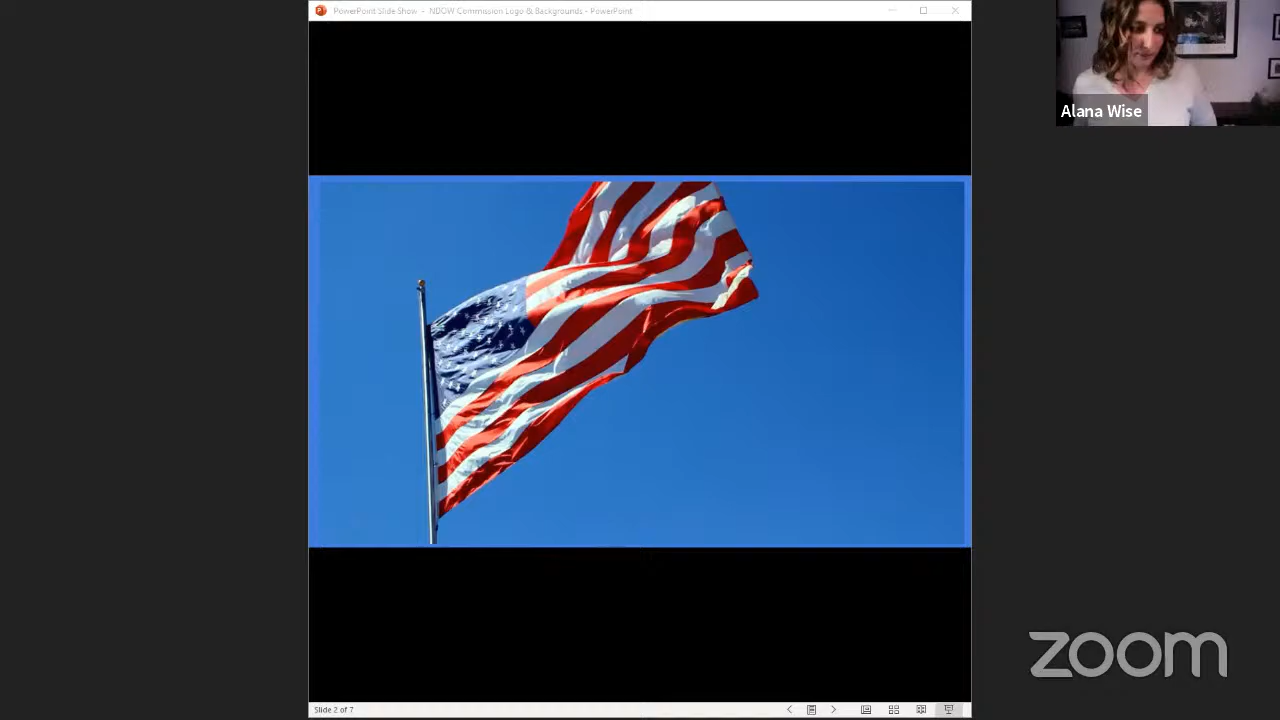 PowerPoint Slide Show - NDOW Commission Logo & Backgrounds - PowerPoint
Alana Wise
zoom
Slide 2 of 7